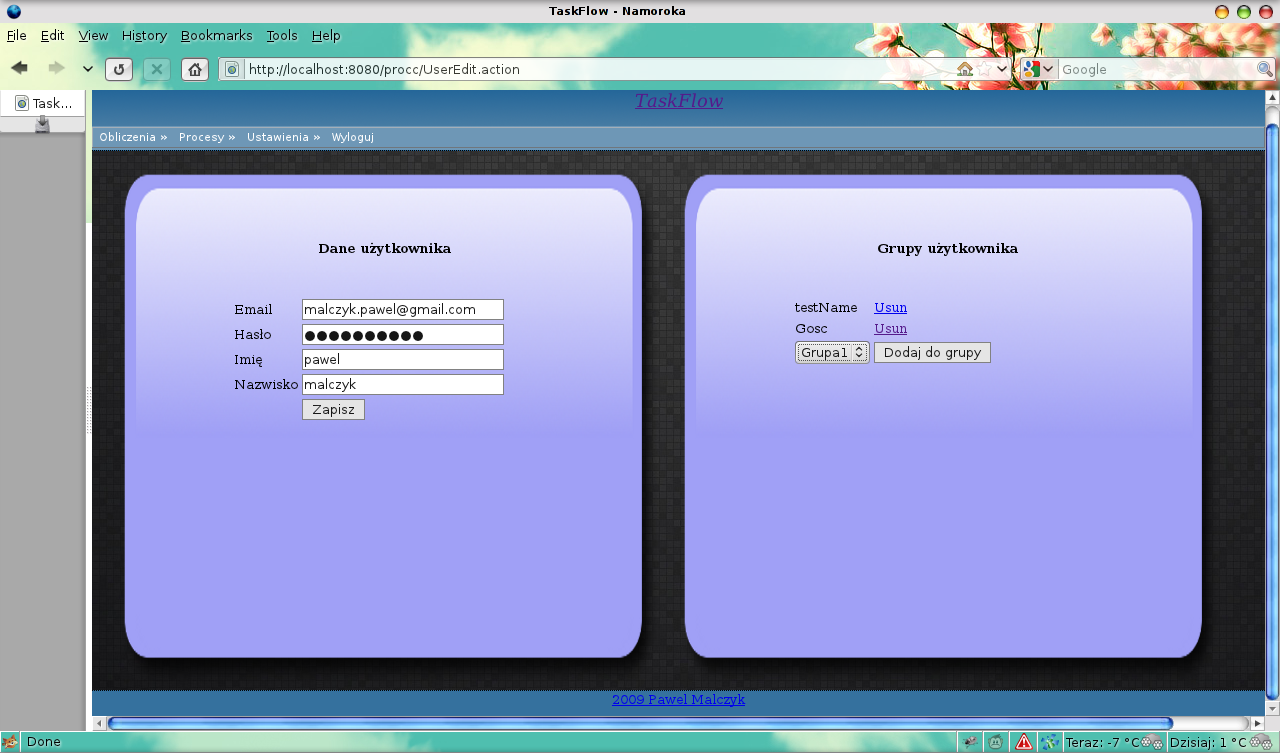 TaskFlow - Namoroka
File Edit View History Bookmarks Tools Help
http://localhost:8080/procc/UserEdit.action
Google
Task...
TaskFlow
Obliczenia » Procesy » Ustawienia » Wyloguj
Dane użytkownika
Email malczyk.pawel@gmail.com
Hasło ●●●●●●●●●●
Imię pawel
Nazwisko malczyk
Zapisz
Grupy użytkownika
testName Usun
Gosc Usun
Grupa1 Dodaj do grupy
2009 Pawel Malczyk
Done
Teraz: -7 °C Dzisiaj: 1 °C